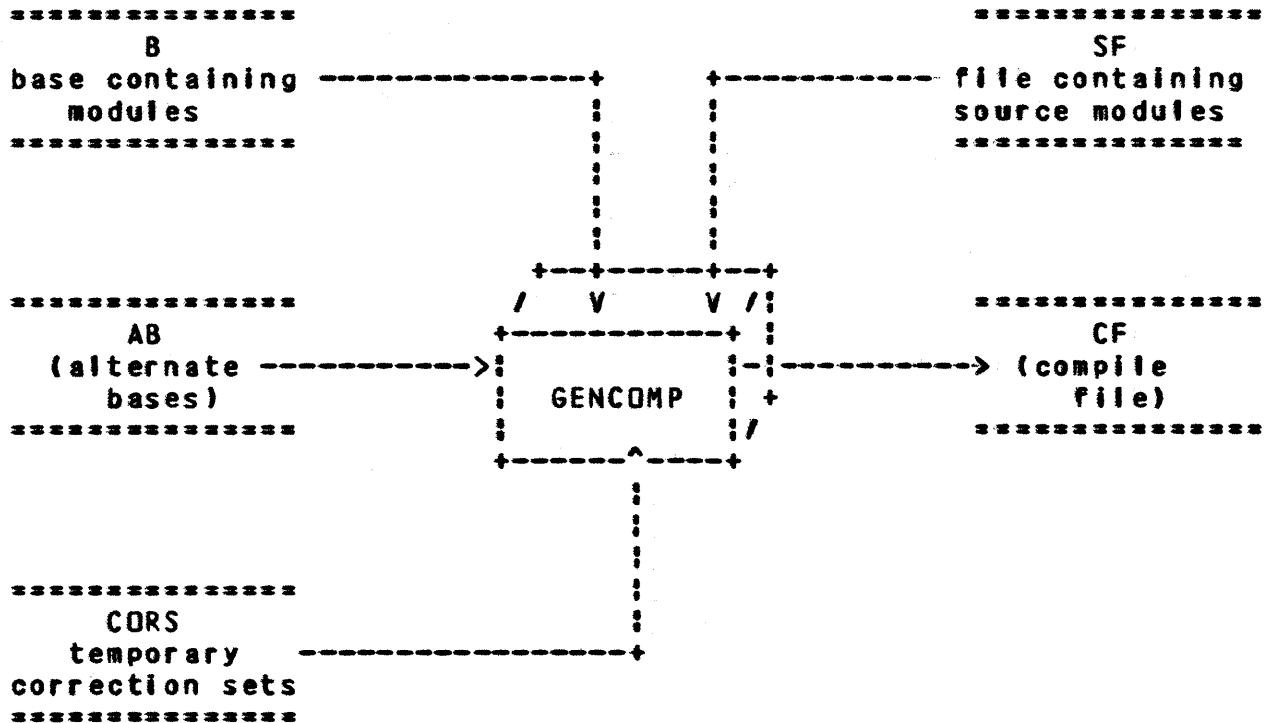 B
base containing
modules
SF
file containing
source modules
AB
(alternate
bases)
GENCOMP
CF
(compile
file)
CORS
temporary
correction sets